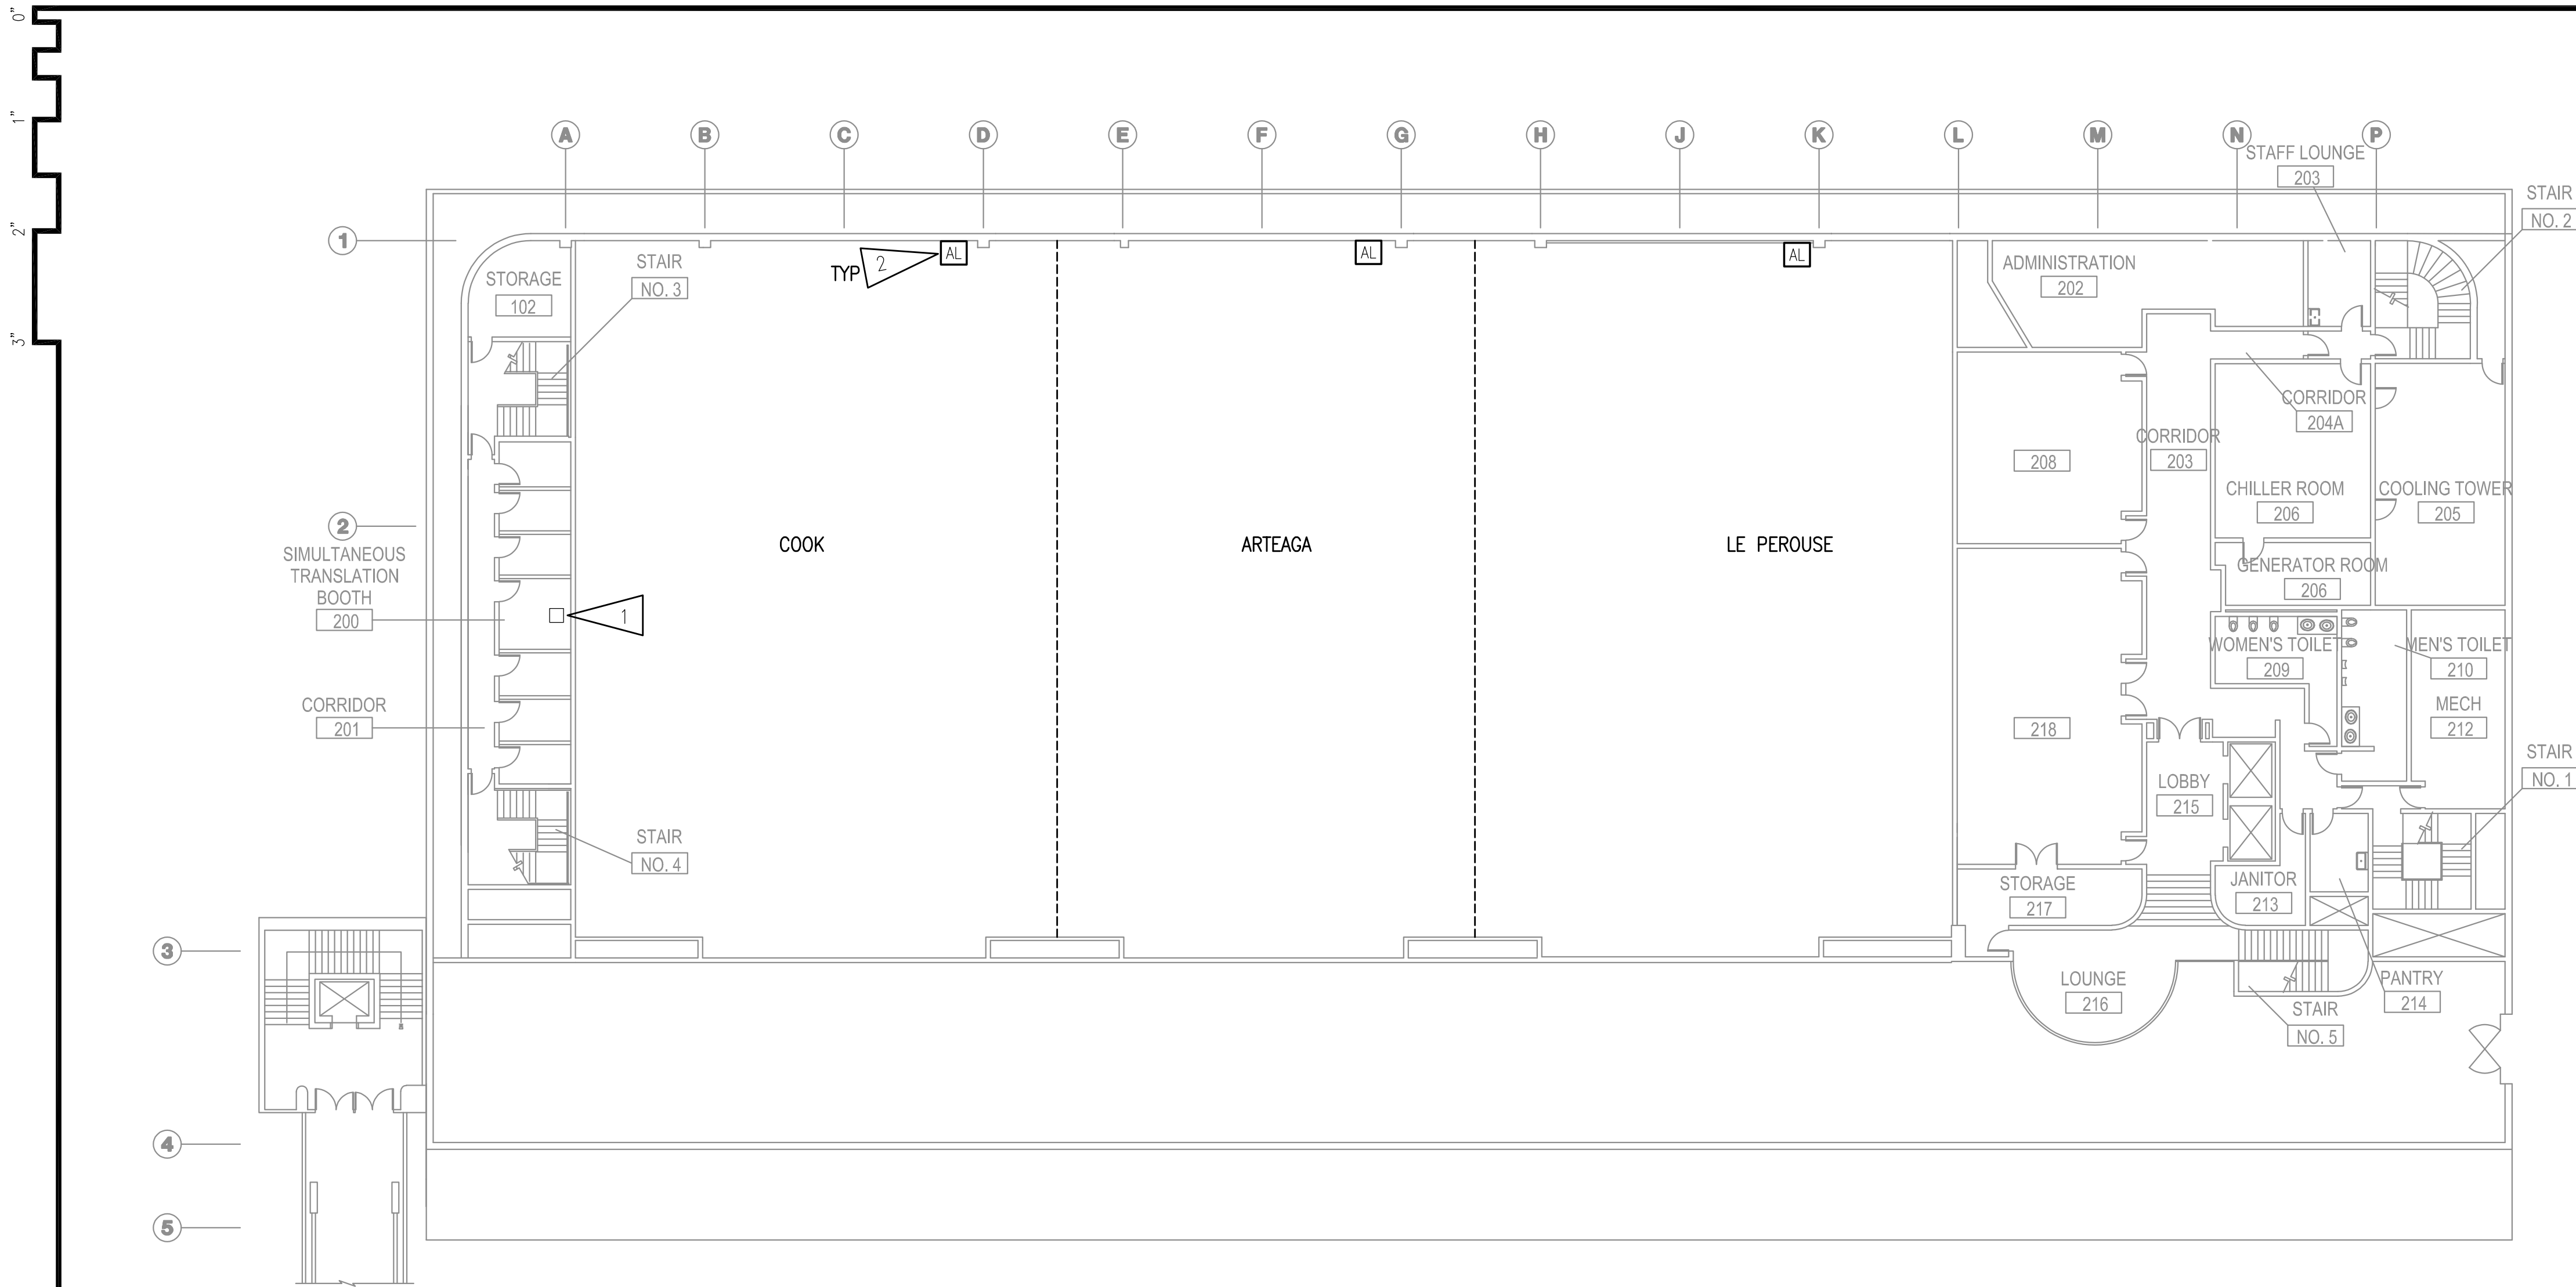 0"
1"
2"
3"
A
B
C
D
E
F
G
H
J
K
L
M
N
P
STAFF LOUNGE
203
STAIR
NO. 2
1
STAIR
NO. 3
STORAGE
102
TYP
2
AL
AL
AL
ADMINISTRATION
202
CORRIDOR
204A
CORRIDOR
203
208
CHILLER ROOM
206
COOLING TOWER
205
2
SIMULTANEOUS
TRANSLATION
BOOTH
200
COOK
ARTEAGA
LE PEROUSE
GENERATOR ROOM
206
1
WOMEN'S TOILET
209
MEN'S TOILET
210
CORRIDOR
201
218
MECH
212
STAIR
NO. 1
LOBBY
215
STAIR
NO. 4
STORAGE
217
JANITOR
213
3
LOUNGE
216
PANTRY
214
STAIR
NO. 5
4
5